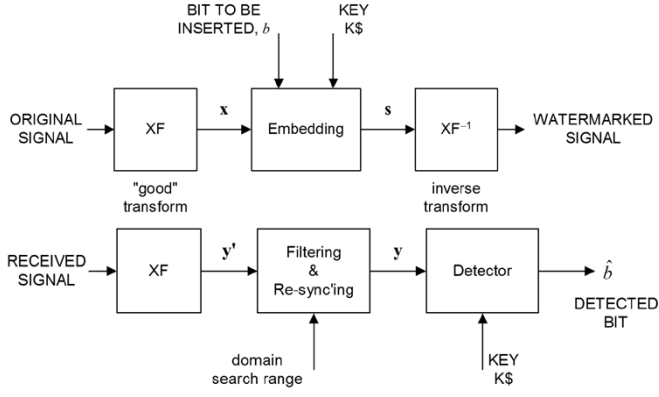 BIT TO BE
INSERTED, b
KEY
K$
ORIGINAL
SIGNAL
XF
x
Embedding
s
XF⁻¹
WATERMARKED
SIGNAL
"good"
transform
inverse
transform
RECEIVED
SIGNAL
XF
y'
Filtering
&
Re-sync'ing
y
Detector
b̂
DETECTED
BIT
domain
search range
KEY
K$